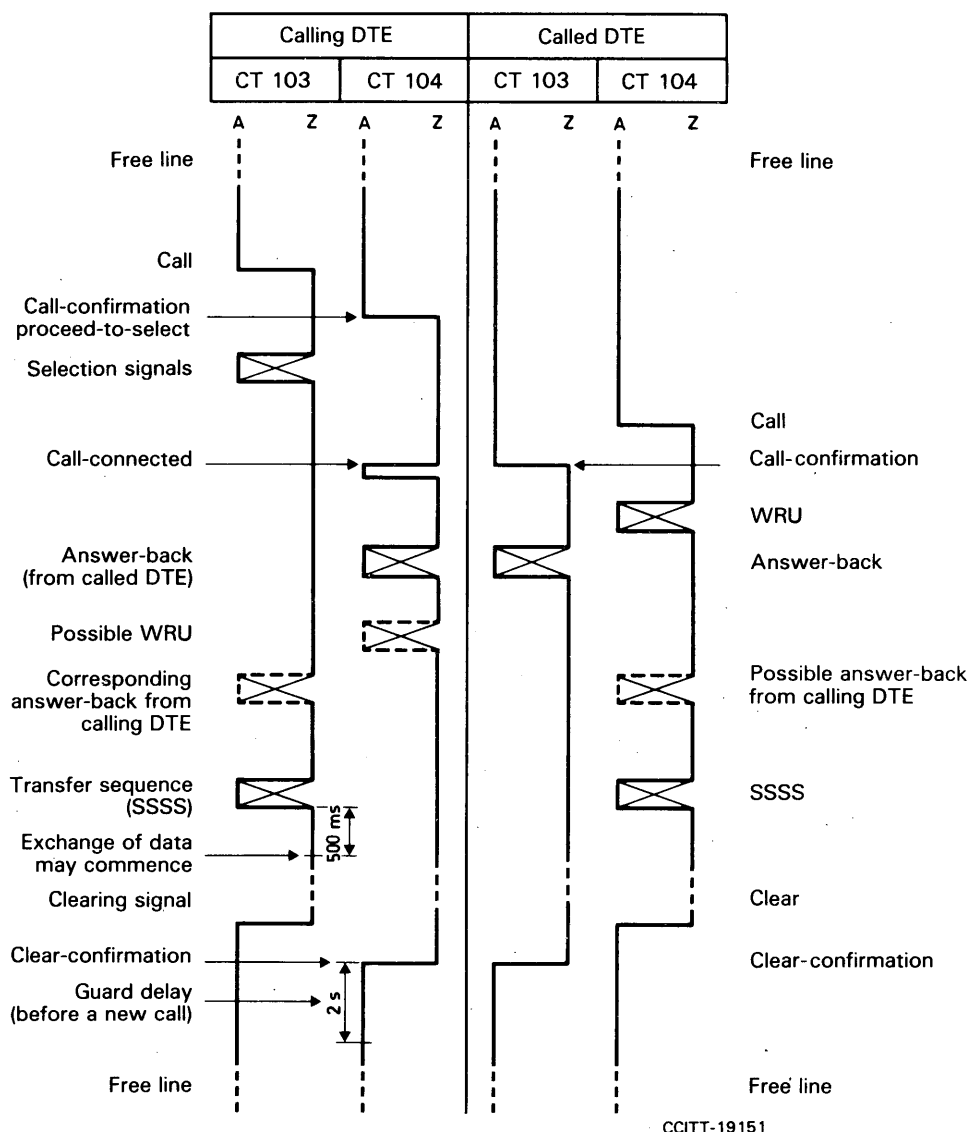 Calling DTE Called DTE
CT 103 CT 104 CT 103 CT 104
A Z A Z A Z A Z
Free line Free line
Call
Call-confirmation
proceed-to-select
Selection signals
Call
Call-connected Call-confirmation
WRU
Answer-back
(from called DTE)
Answer-back
Possible WRU
Corresponding
answer-back from
calling DTE
Possible answer-back
from calling DTE
Transfer sequence
(SSSS)
SSSS
500 ms
Exchange of data
may commence
Clearing signal Clear
Clear-confirmation Clear-confirmation
Guard delay
(before a new call)
2 s
Free line Free line
CCITT-19151